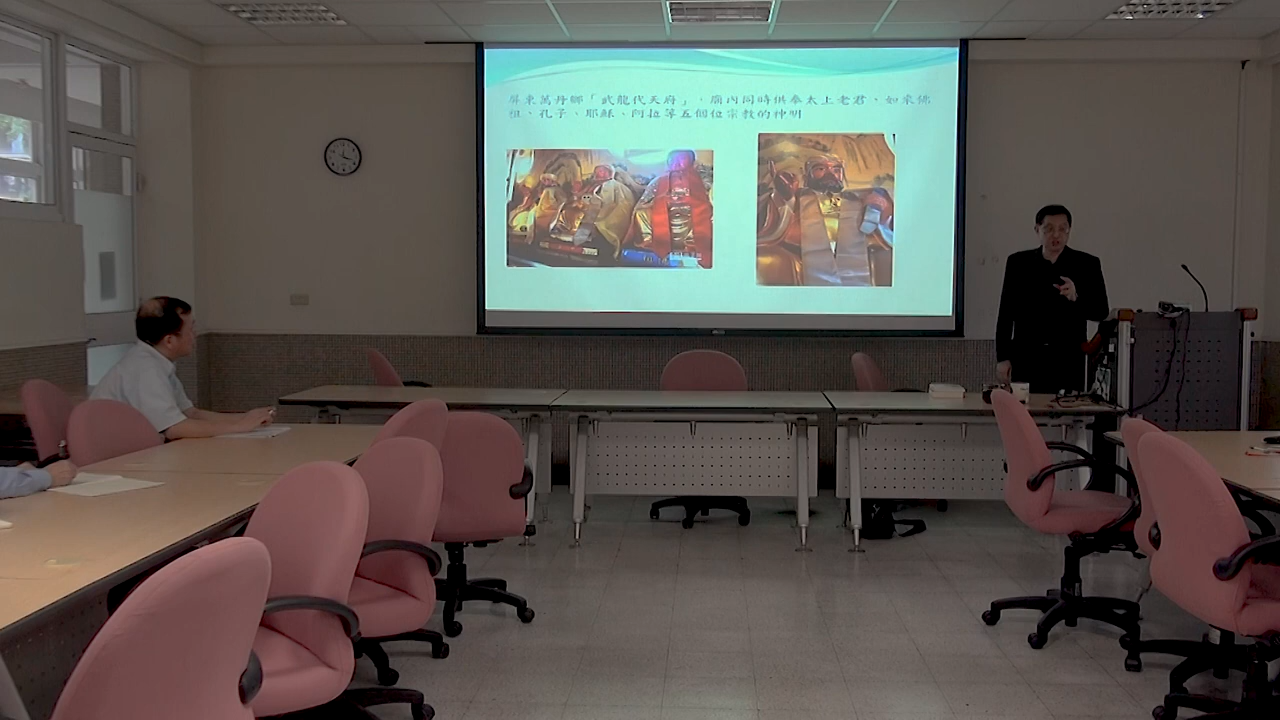 屏東萬丹鄉「武龍代天府」，廟內同時供奉太上老君、如來佛
祖、孔子、耶穌、阿拉等五個位宗教的神明